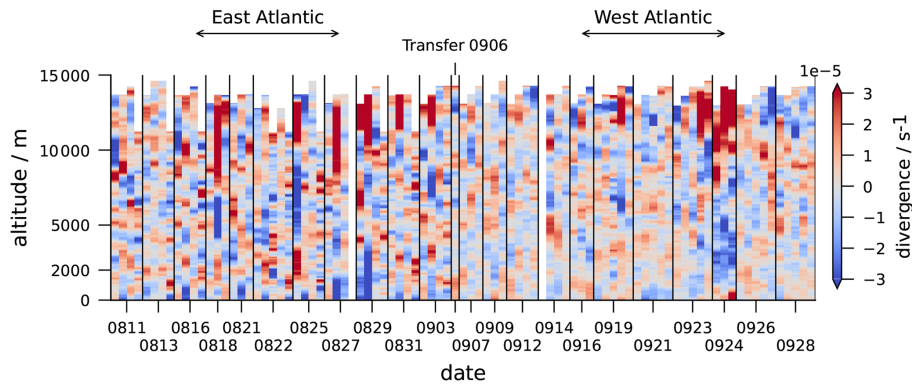 East Atlantic
West Atlantic
Transfer 0906
1e−5
altitude / m
15000
10000
5000
2000
0
3
2
1
0
−1
−2
−3
divergence / s⁻¹
0811 0816 0821 0825 0829 0903 0909 0914 0919 0923 0926
0813 0818 0822 0827 0831 0907 0912 0916 0921 0924 0928
date